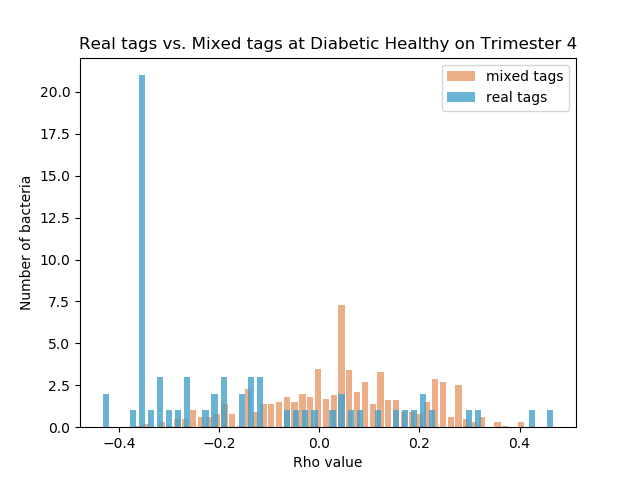 Real tags vs. Mixed tags at Diabetic Healthy on Trimester 4
mixed tags
real tags
Number of bacteria
20.0
17.5
15.0
12.5
10.0
7.5
5.0
2.5
0.0
−0.4 −0.2 0.0 0.2 0.4
Rho value